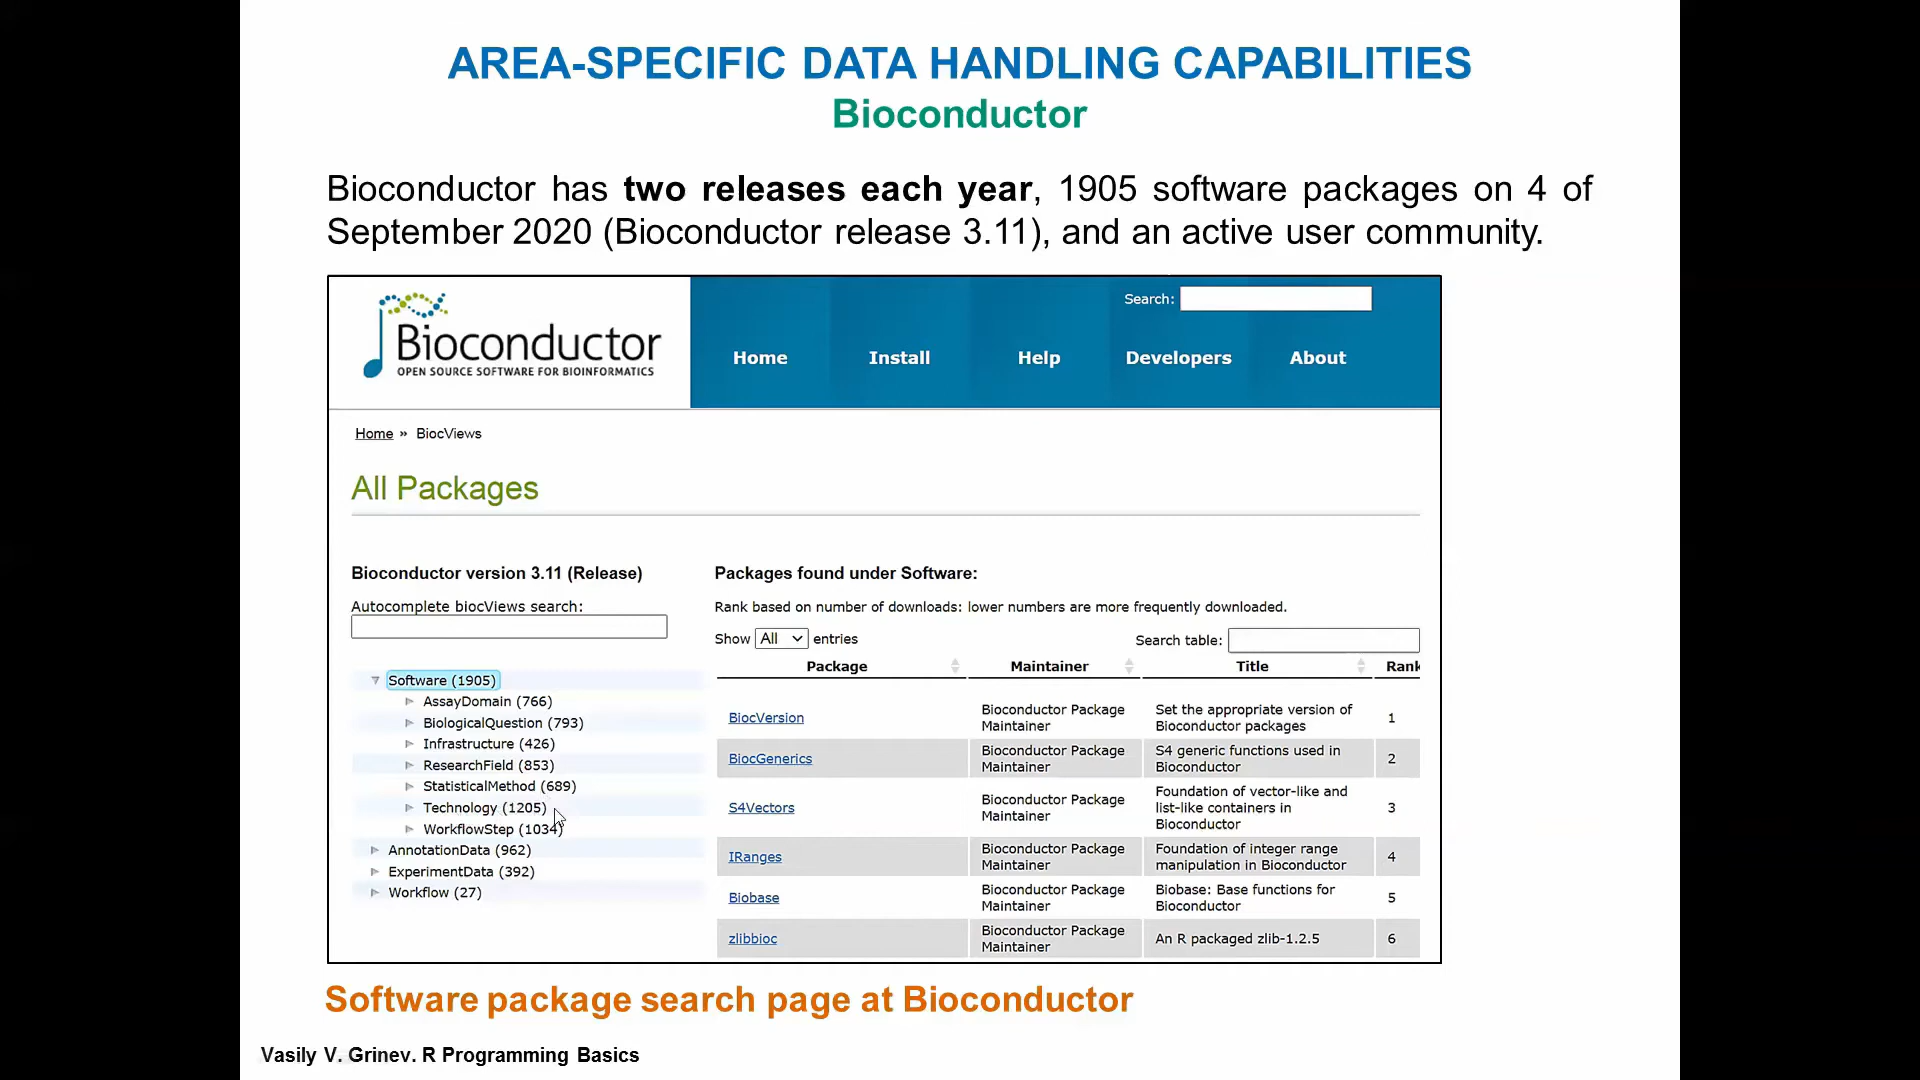 AREA-SPECIFIC DATA HANDLING CAPABILITIES
Bioconductor
Bioconductor has two releases each year, 1905 software packages on 4 of
September 2020 (Bioconductor release 3.11), and an active user community.
Bioconductor
OPEN SOURCE SOFTWARE FOR BIOINFORMATICS
Search:
Home Install Help Developers About
Home » BiocViews
All Packages
Bioconductor version 3.11 (Release)
Autocomplete biocViews search:
Software (1905)
AssayDomain (766)
BiologicalQuestion (793)
Infrastructure (426)
ResearchField (853)
StatisticalMethod (689)
Technology (1205)
WorkflowStep (1034)
AnnotationData (962)
ExperimentData (392)
Workflow (27)
Packages found under Software:
Rank based on number of downloads: lower numbers are more frequently downloaded.
Show All entries
Search table:
Package Maintainer Title Rank
BiocVersion Bioconductor Package Maintainer Set the appropriate version of Bioconductor packages 1
BiocGenerics Bioconductor Package Maintainer S4 generic functions used in Bioconductor 2
S4Vectors Bioconductor Package Maintainer Foundation of vector-like and list-like containers in Bioconductor 3
IRanges Bioconductor Package Maintainer Foundation of integer range manipulation in Bioconductor 4
Biobase Bioconductor Package Maintainer Biobase: Base functions for Bioconductor 5
zlibbioc Bioconductor Package Maintainer An R packaged zlib-1.2.5 6
Software package search page at Bioconductor
Vasily V. Grinev. R Programming Basics